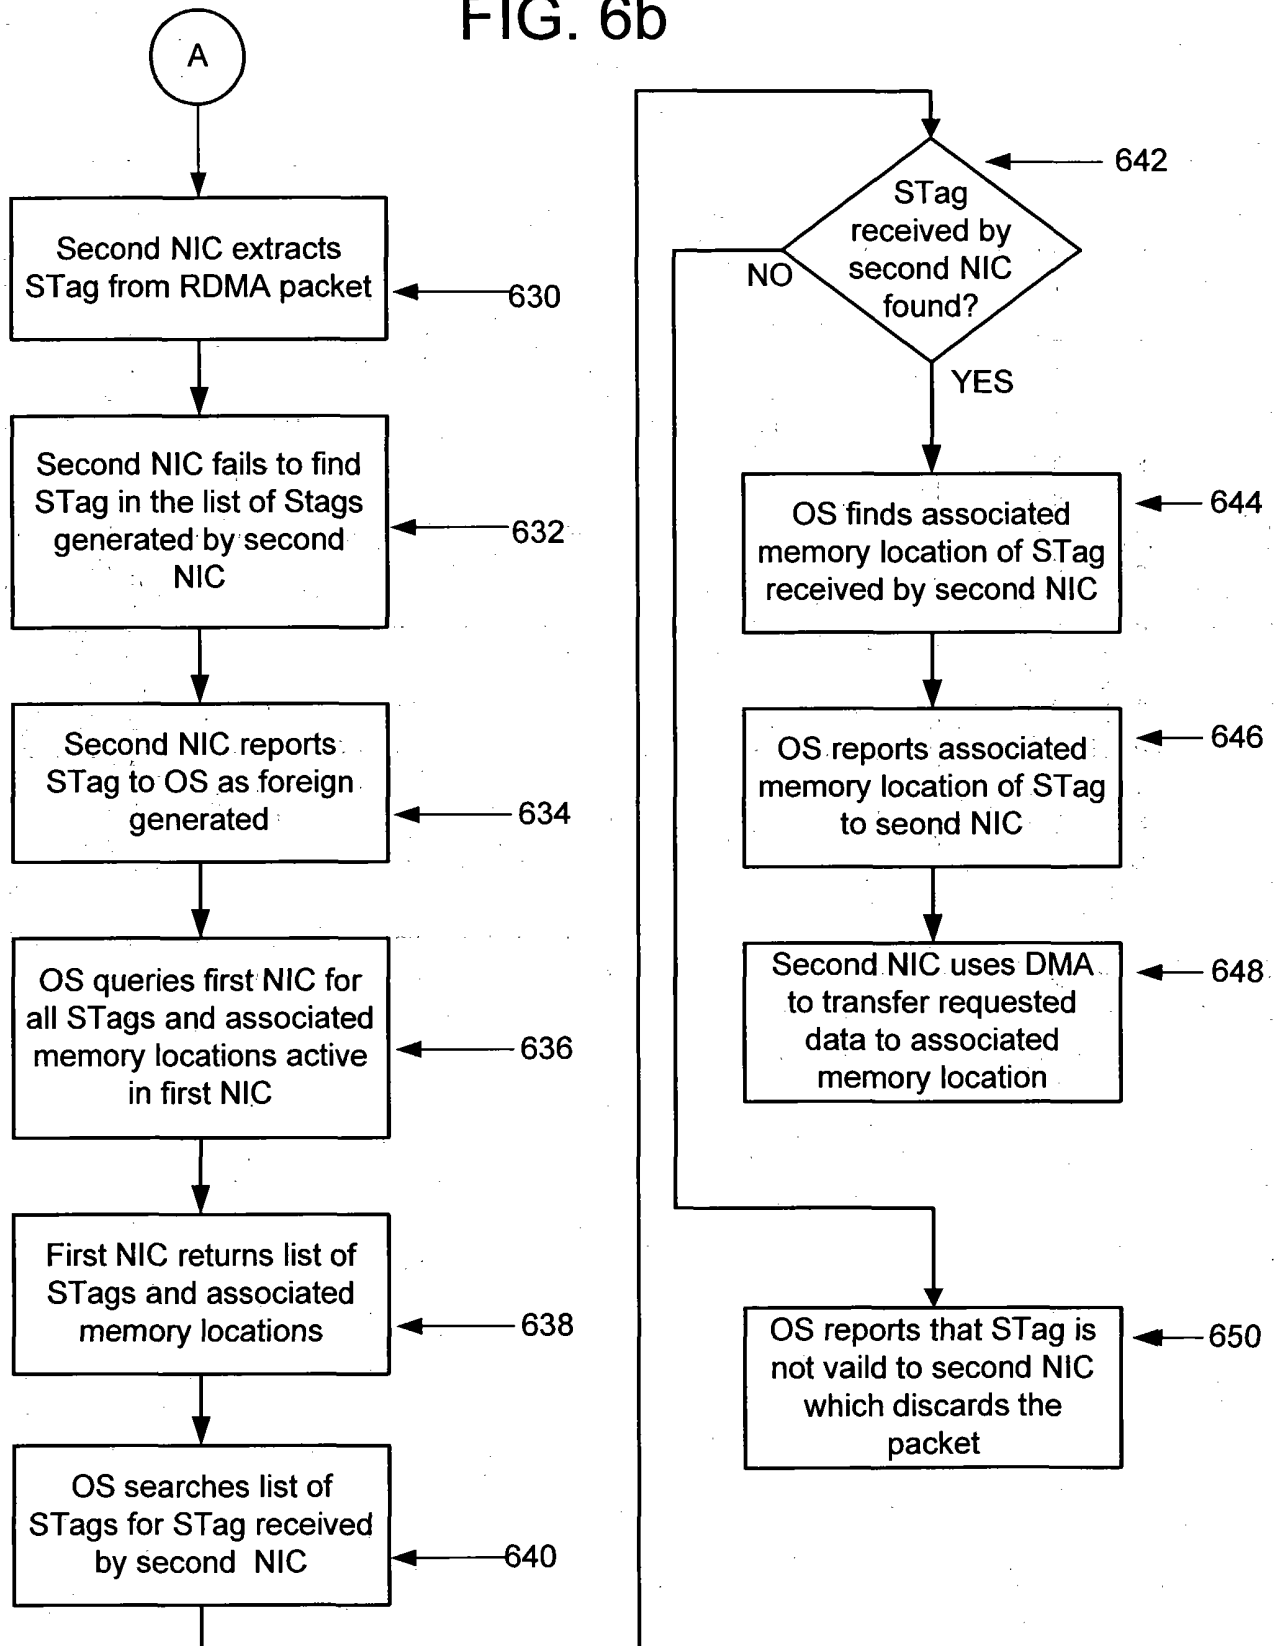 FIG. 6b
A
Second NIC extracts
STag from RDMA packet
630
Second NIC fails to find
STag in the list of Stags
generated by second
NIC
632
Second NIC reports
STag to OS as foreign
generated
634
OS queries first NIC for
all STags and associated
memory locations active
in first NIC
636
First NIC returns list of
STags and associated
memory locations
638
OS searches list of
STags for STag received
by second NIC
640
STag
received by
second NIC
found?
642
NO
YES
OS finds associated
memory location of STag
received by second NIC
644
OS reports associated
memory location of STag
to seond NIC
646
Second NIC uses DMA
to transfer requested
data to associated
memory location
648
OS reports that STag is
not vaild to second NIC
which discards the
packet
650